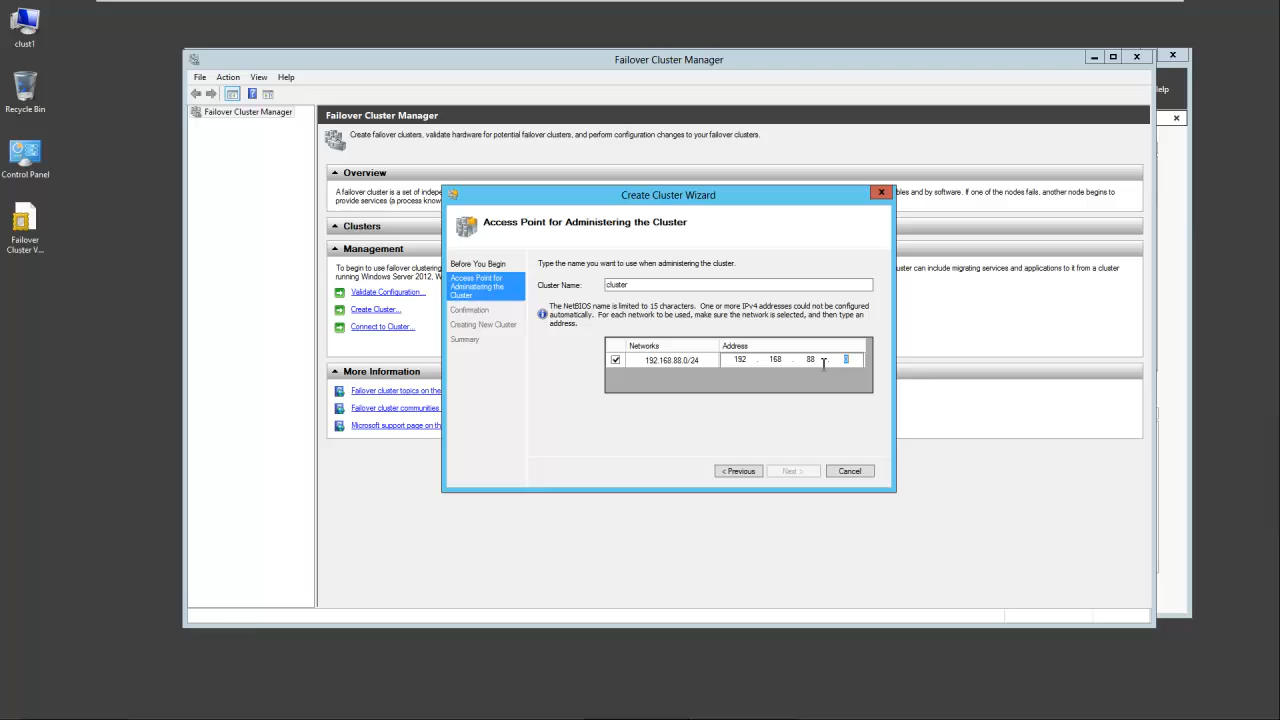 clust1
Recycle Bin
Control Panel
Failover
Cluster V...
Failover Cluster Manager
File Action View Help
Failover Cluster Manager
Failover Cluster Manager
Create failover clusters, validate hardware for potential failover clusters, and perform configuration changes to your failover clusters.
Overview
A failover cluster is a set of indepe
bles and by software. If one of the nodes fails, another node begins to
provide services (a process know
Clusters
Management
To begin to use failover clustering
uster can include migrating services and applications to it from a cluster
running Windows Server 2012, W
Validate Configuration...
Create Cluster...
Connect to Cluster...
More Information
Failover cluster topics on the
Failover cluster communities
Microsoft support page on th
elp
Create Cluster Wizard
Access Point for Administering the Cluster
Before You Begin
Access Point for
Administering the
Cluster
Confirmation
Creating New Cluster
Summary
Type the name you want to use when administering the cluster.
Cluster Name: cluster
The NetBIOS name is limited to 15 characters. One or more IPv4 addresses could not be configured
automatically. For each network to be used, make sure the network is selected, and then type an
address.
Networks Address
192.168.88.0/24 192 . 168 . 88 . 0
< Previous Next > Cancel